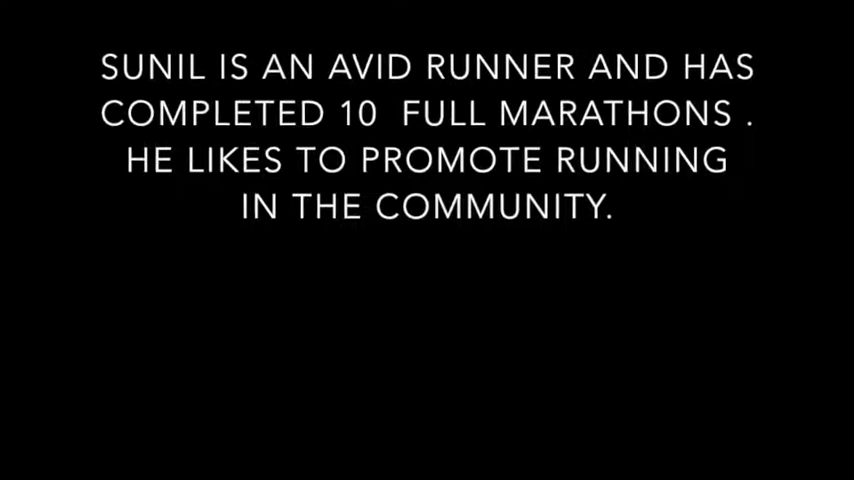 SUNIL IS AN AVID RUNNER AND HAS
COMPLETED 10  FULL MARATHONS .
HE LIKES TO PROMOTE RUNNING
IN THE COMMUNITY.